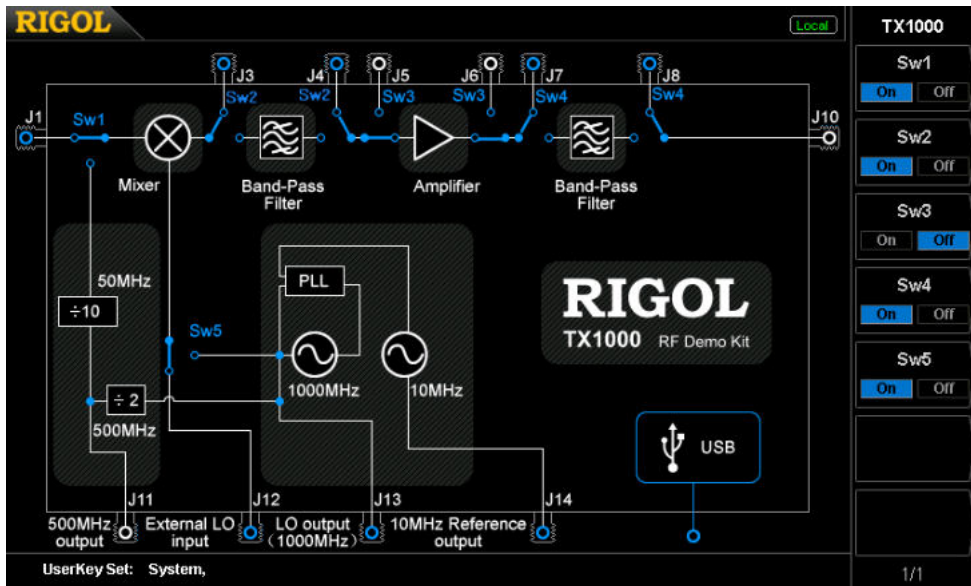 RIGOL
Local
TX1000
J1
Sw1
J3
Sw2
J4
Sw2
J5
Sw3
J6
Sw3
J7
Sw4
J8
Sw4
J10
Mixer
Band-Pass
Filter
Amplifier
Band-Pass
Filter
50MHz
÷10
÷ 2
500MHz
Sw5
PLL
1000MHz
10MHz
RIGOL
TX1000 RF Demo Kit
USB
J11
500MHz
output
J12
External LO
input
J13
LO output
(1000MHz)
J14
10MHz Reference
output
Sw1
On Off
Sw2
On Off
Sw3
On Off
Sw4
On Off
Sw5
On Off
UserKey Set: System,
1/1